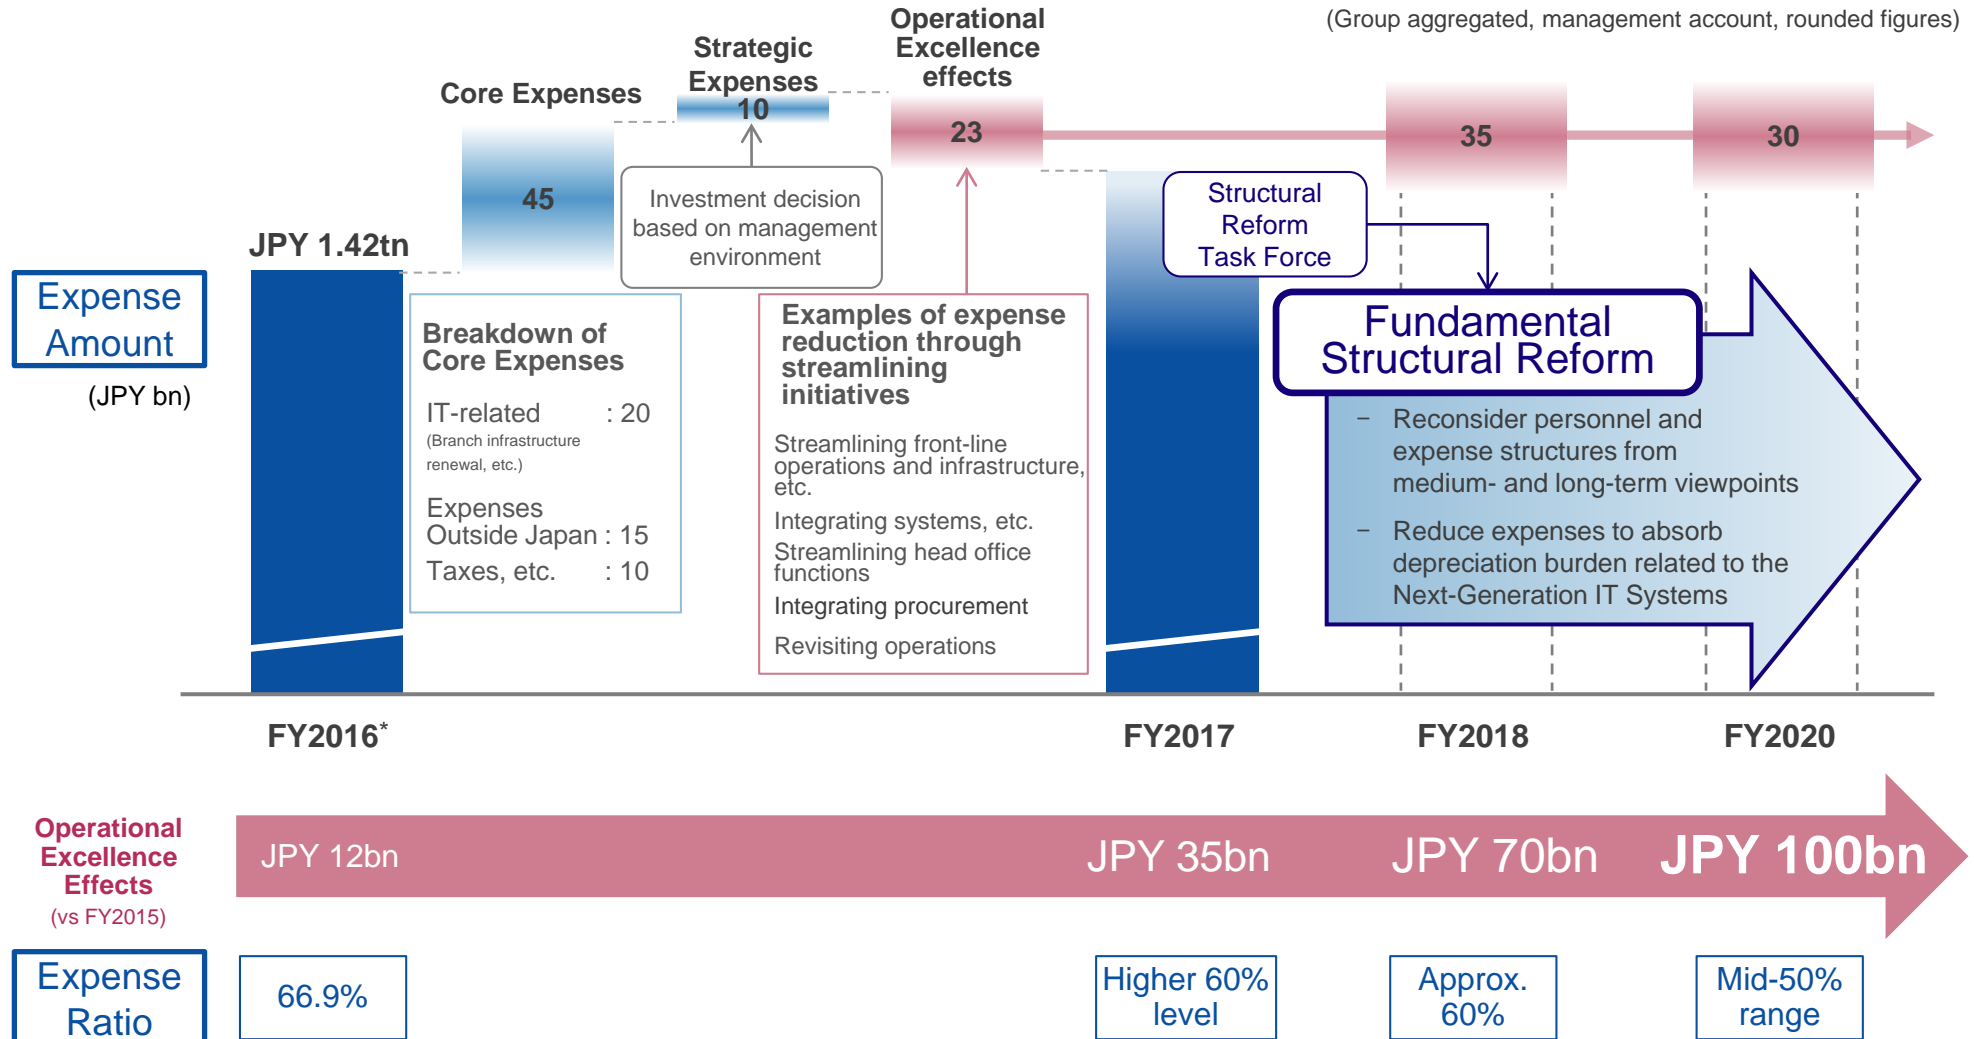 (Group aggregated, management account, rounded figures)
Operational
Excellence
effects
Strategic
Expenses
Core Expenses
10
23
35
30
45
Investment decision
based on management
environment
Structural
Reform
Task Force
JPY 1.42tn
Expense
Amount
(JPY bn)
Breakdown of
Core Expenses
IT-related : 20
(Branch infrastructure
renewal, etc.)
Expenses
Outside Japan : 15
Taxes, etc. : 10
Examples of expense
reduction through
streamlining
initiatives
Streamlining front-line
operations and infrastructure,
etc.
Integrating systems, etc.
Streamlining head office
functions
Integrating procurement
Revisiting operations
Fundamental
Structural Reform
− Reconsider personnel and
expense structures from
medium- and long-term viewpoints
− Reduce expenses to absorb
depreciation burden related to the
Next-Generation IT Systems
FY2016*
FY2017
FY2018
FY2020
Operational
Excellence
Effects
(vs FY2015)
JPY 12bn
JPY 35bn
JPY 70bn
JPY 100bn
Expense
Ratio
66.9%
Higher 60%
level
Approx.
60%
Mid-50%
range